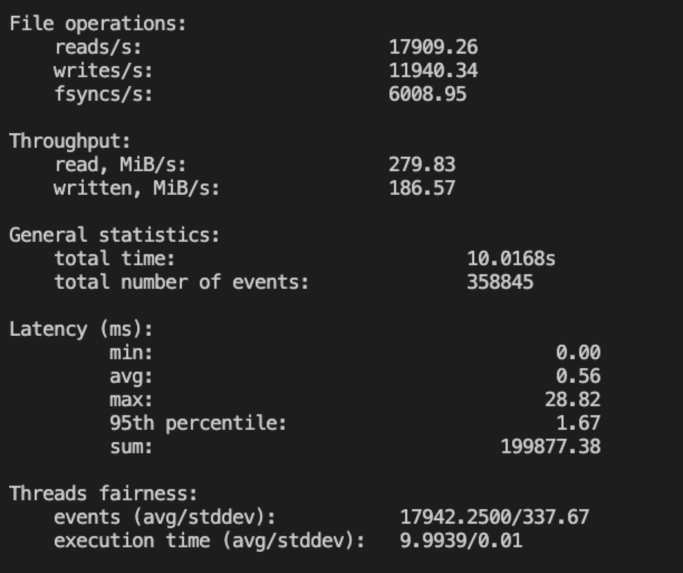 File operations:
reads/s: 17909.26
writes/s: 11940.34
fsyncs/s: 6008.95
Throughput:
read, MiB/s: 279.83
written, MiB/s: 186.57
General statistics:
total time: 10.0168s
total number of events: 358845
Latency (ms):
min: 0.00
avg: 0.56
max: 28.82
95th percentile: 1.67
sum: 199877.38
Threads fairness:
events (avg/stddev): 17942.2500/337.67
execution time (avg/stddev): 9.9939/0.01